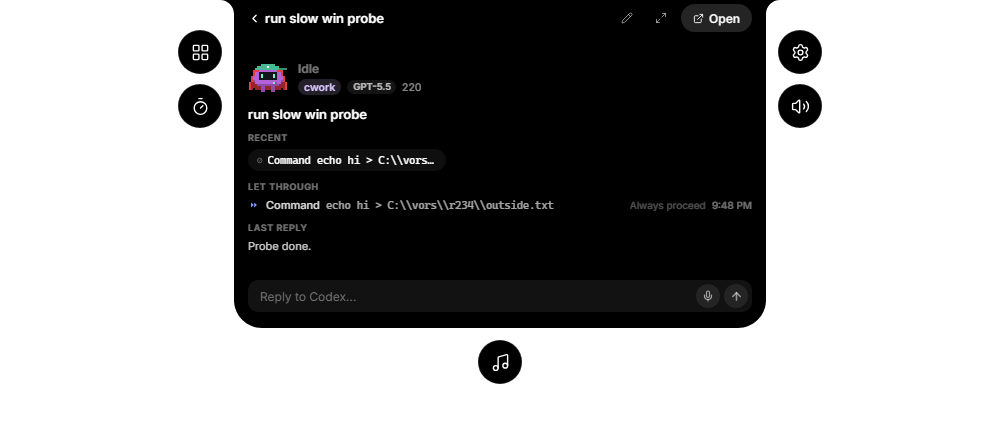 run slow win probe
Open
Idle
cwork GPT-5.5 220
run slow win probe
RECENT
Command echo hi > C:\\vors…
LET THROUGH
Command echo hi > C:\\vors\\r234\\outside.txt Always proceed 9:48 PM
LAST REPLY
Probe done.
Reply to Codex...